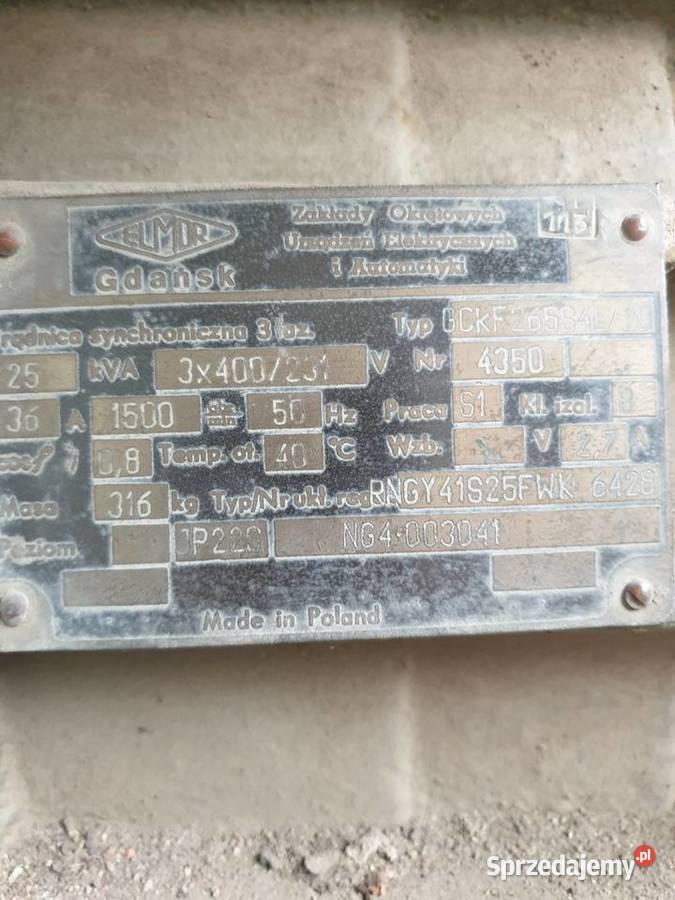 ELMOR Zakłady Okrętowych 113
Gdańsk Urządzeń Elektrycznych
i Automatyki
rądnica synchroniczna 3 faz. Typ GCkF265S4L/
25 kVA 3x400/231 V Nr 4350
36 A 1500 obr. min 50 Hz Praca S1 Kl. izol.
cosφ 0,8 Temp. ot. 40 °C Wzb. V 2,7 A
Masa 316 kg Typ/Nr ukł. reg. RNGY41S25FWK 6428
Poziom JP22G NG4-003041
Made in Poland
Sprzedajemy.pl